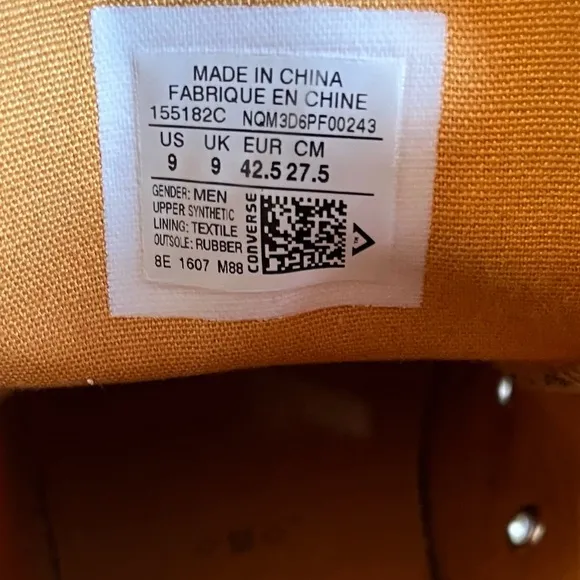 MADE IN CHINA
FABRIQUE EN CHINE
155182C NQM3D6PF00243
US UK EUR CM
9 9 42.5 27.5
GENDER: MEN
UPPER SYNTHETIC
LINING: TEXTILE
OUTSOLE: RUBBER
8E 1607 M88
CONVERSE